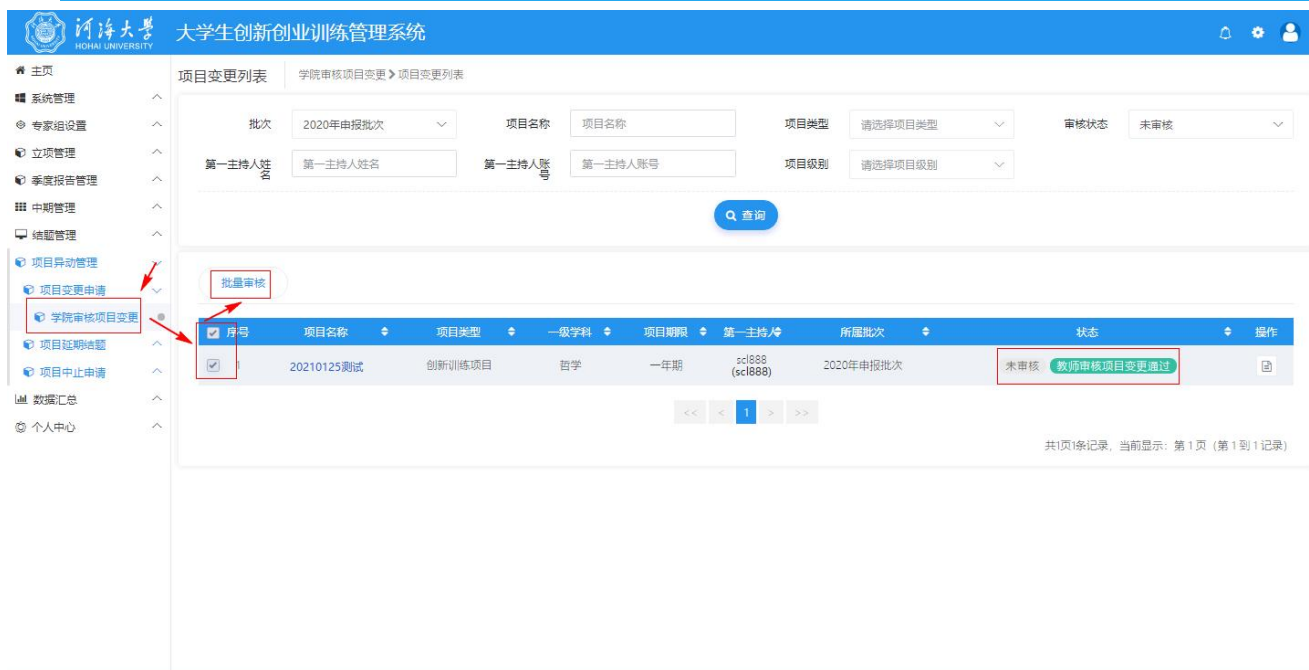 河海大学 大学生创新创业训练管理系统
HOHAI UNIVERSITY
主页
系统管理
专家组设置
立项管理
季度报告管理
中期管理
结题管理
项目异动管理
项目变更申请
学院审核项目变更
项目延期结题
项目中止申请
数据汇总
个人中心
项目变更列表 学院审核项目变更 > 项目变更列表
批次 2020年申报批次 项目名称 项目名称 项目类型 请选择项目类型 审核状态 未审核
第一主持人姓名 第一主持人姓名 第一主持人账号 第一主持人账号 项目级别 请选择项目级别
查询
批量审核
序号 项目名称 项目类型 一级学科 项目期限 第一主持人 所属批次 状态 操作
1 20210125测试 创新训练项目 哲学 一年期 scl888 (scl888) 2020年申报批次 未审核 教师审核项目变更通过
<< < 1 > >>
共1页1条记录，当前显示：第 1 页（第 1 到 1 记录）